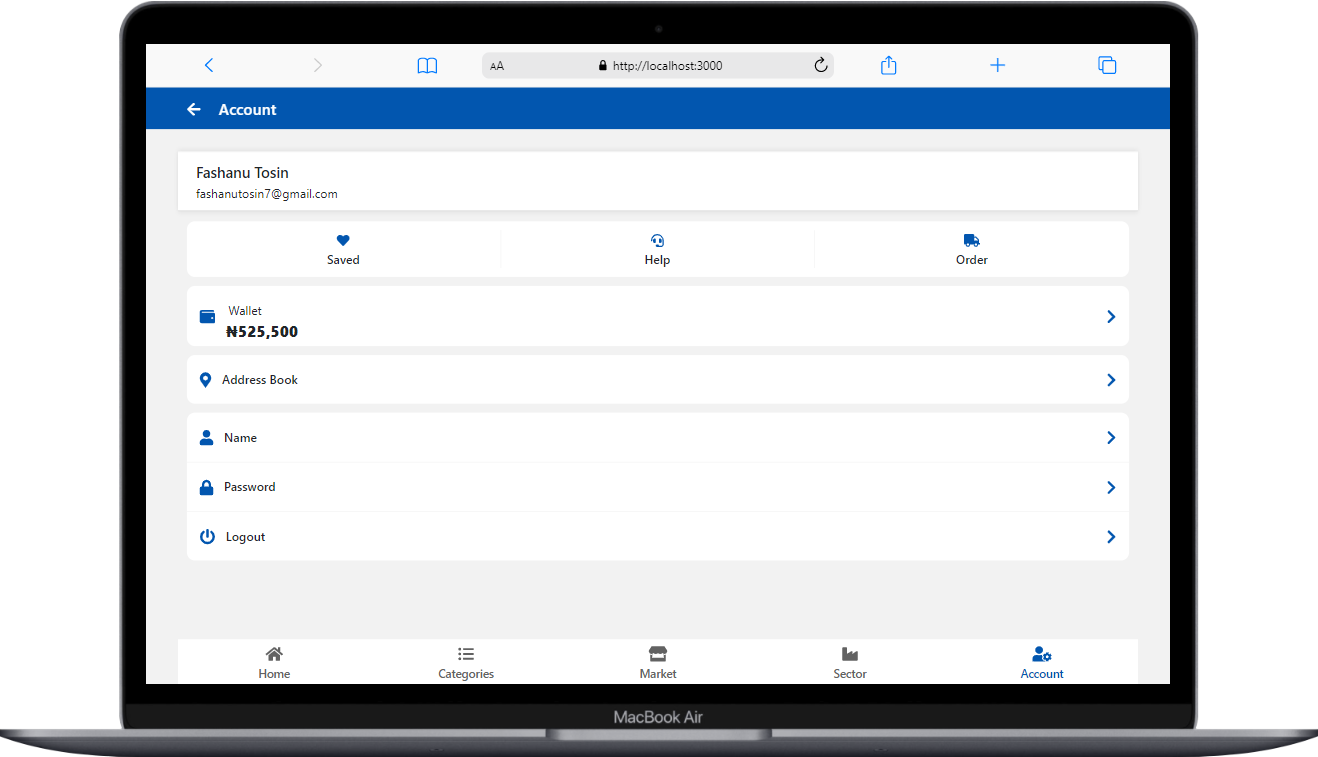 AA http://localhost:3000
Account
Fashanu Tosin
fashanutosin7@gmail.com
Saved Help Order
Wallet
₦525,500
Address Book
Name
Password
Logout
Home Categories Market Sector Account
MacBook Air